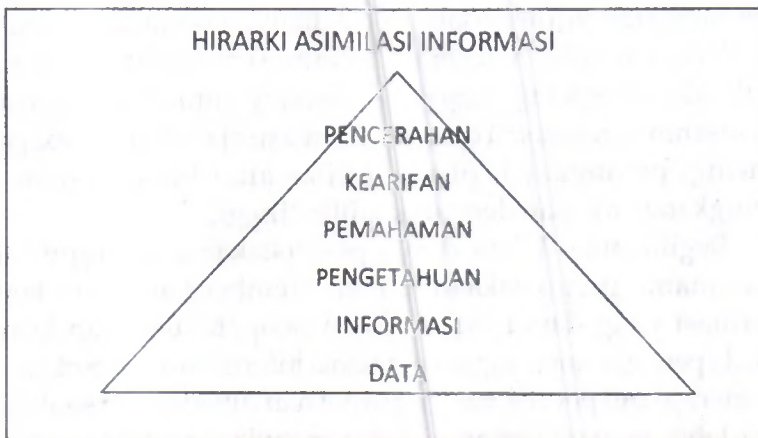 HIRARKI ASIMILASI INFORMASI
PENCERAHAN
KEARIFAN
PEMAHAMAN
PENGETAHUAN
INFORMASI
DATA